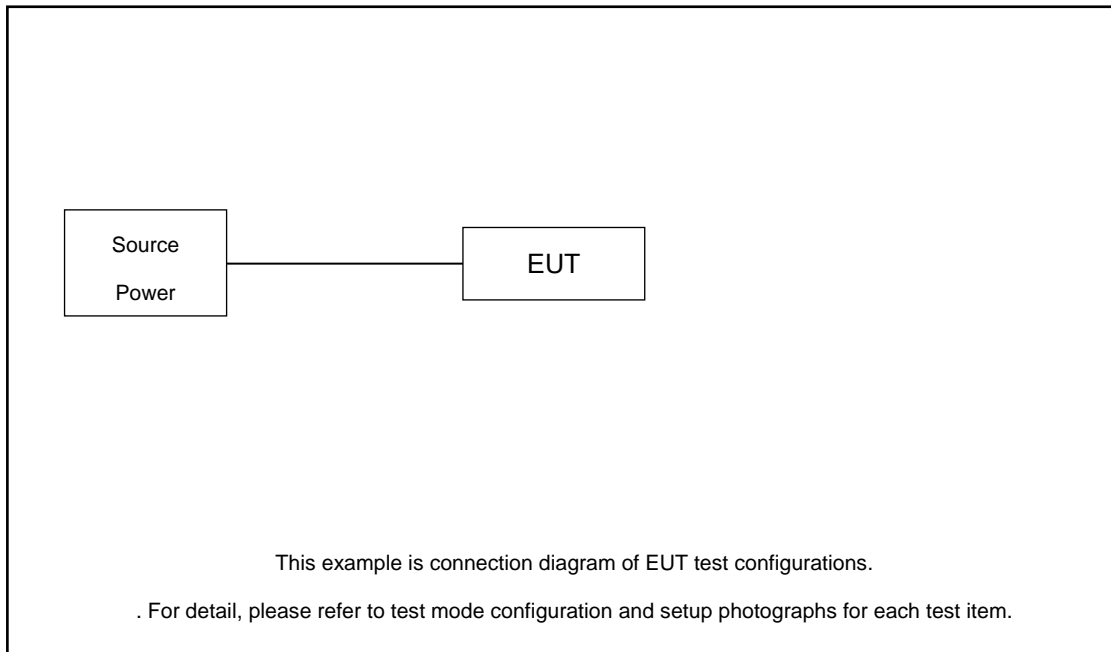 Source
Power
EUT
This example is connection diagram of EUT test configurations.
. For detail, please refer to test mode configuration and setup photographs for each test item.